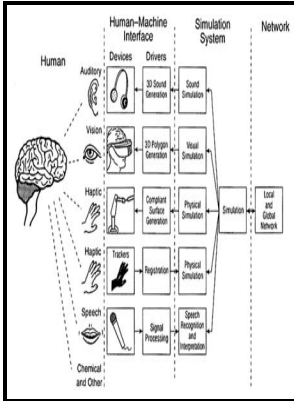 Human–Machine
Interface
Simulation
System
Network
Human
Devices
Drivers
Auditory
3D Sound
Generation
Sound
Simulation
Vision
3D Polygon
Generation
Visual
Simulation
Haptic
Compliant
Surface
Generation
Physical
Simulation
Simulation
Local
and
Global
Network
Haptic
Trackers
Registration
Physical
Simulation
Speech
Signal
Processing
Speech
Recognition
and
Interpretation
Chemical
and Other